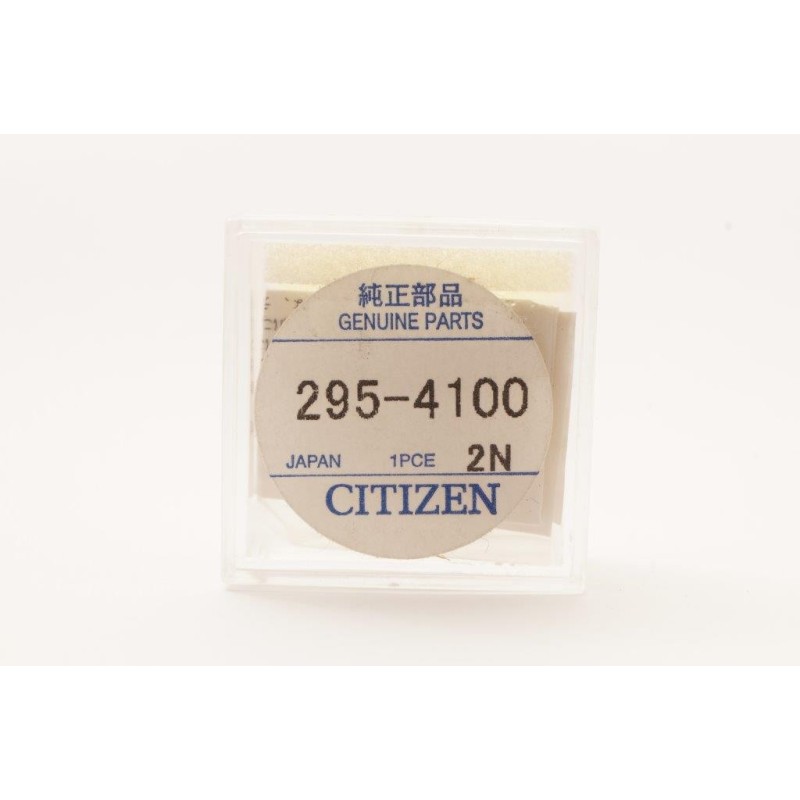 純正部品
GENUINE PARTS
295-4100
JAPAN 1PCE 2N
CITIZEN